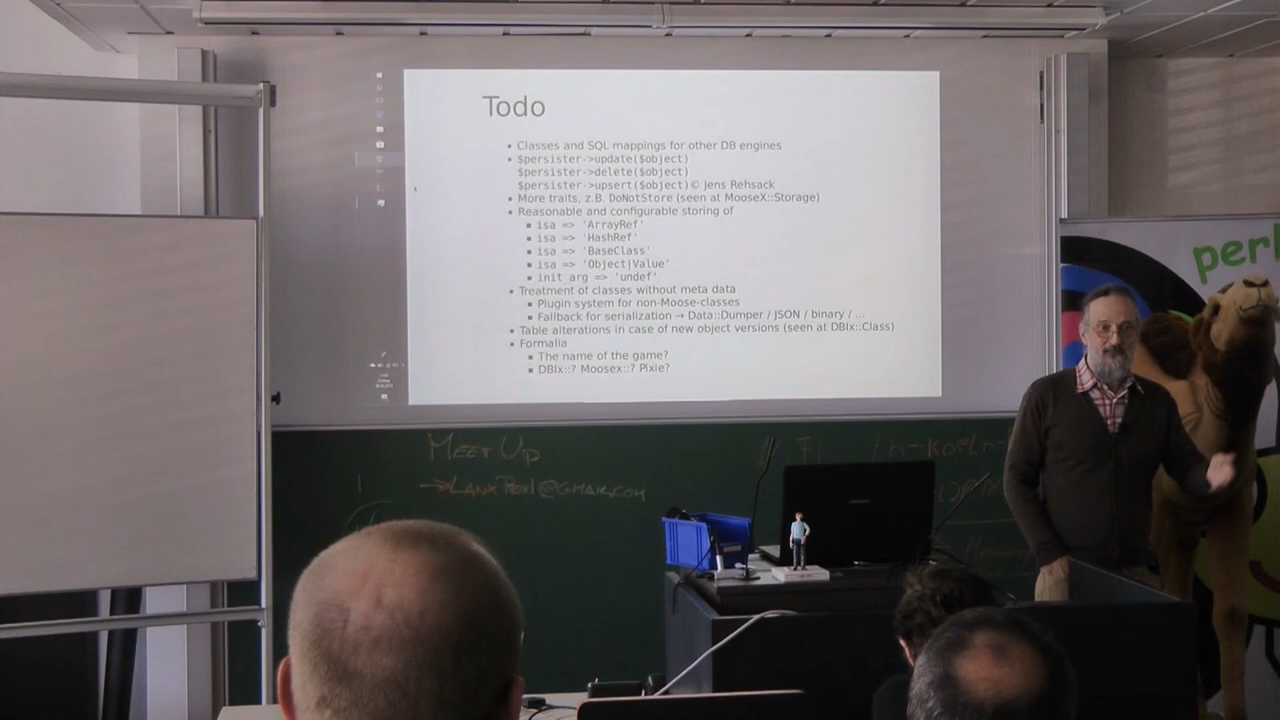 Todo
• Classes and SQL mappings for other DB engines
• $persister->update($object)
$persister->delete($object)
$persister->upsert($object) © Jens Rehsack
• More traits, z.B. DoNotStore (seen at MooseX::Storage)
• Reasonable and configurable storing of
▪ isa => 'ArrayRef'
▪ isa => 'HashRef'
▪ isa => 'BaseClass'
▪ isa => 'Object|Value'
▪ init_arg => 'undef'
• Treatment of classes without meta data
▪ Plugin system for non-Moose-classes
▪ Fallback for serialization → Data::Dumper / JSON / binary / ...
• Table alterations in case of new object versions (seen at DBIx::Class)
• Formalia
▪ The name of the game?
▪ DBIx::? Moosex::? Pixie?
perl
MEET UP